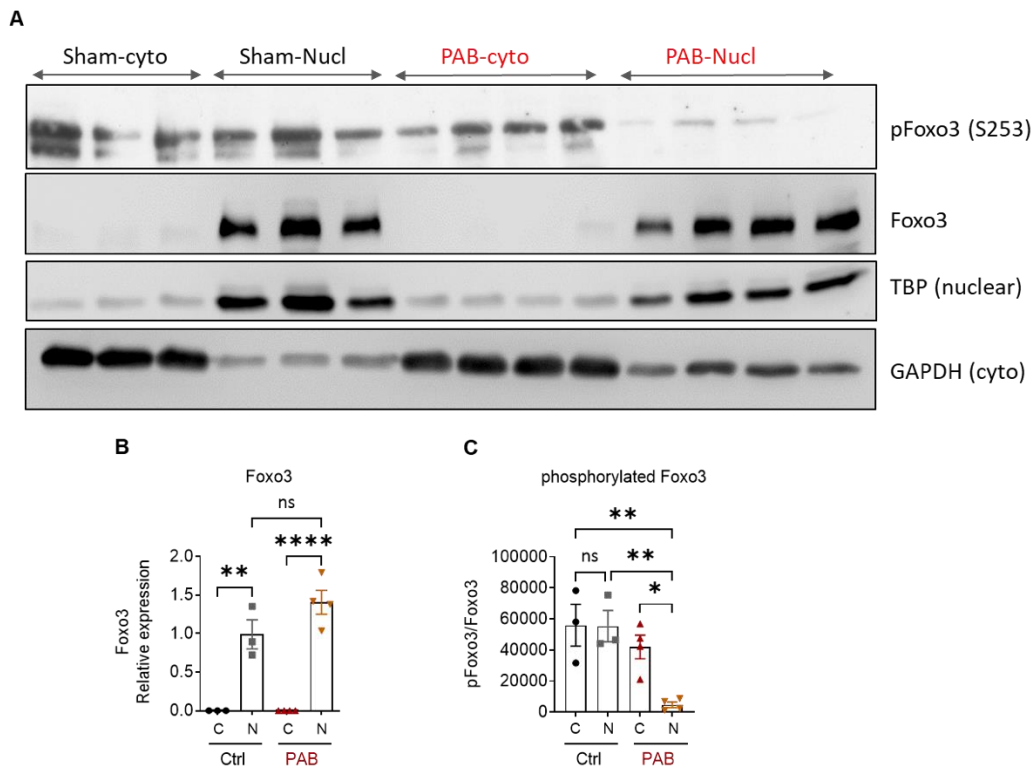 A
Sham-cyto Sham-Nucl PAB-cyto PAB-Nucl
pFoxo3 (S253)
Foxo3
TBP (nuclear)
GAPDH (cyto)
B
Foxo3
ns
**
****
Foxo3
Relative expression
2.0
1.5
1.0
0.5
0.0
C N C N
Ctrl PAB
C
phosphorylated Foxo3
**
ns **
*
pFoxo3/Foxo3
100000
80000
60000
40000
20000
0
C N C N
Ctrl PAB